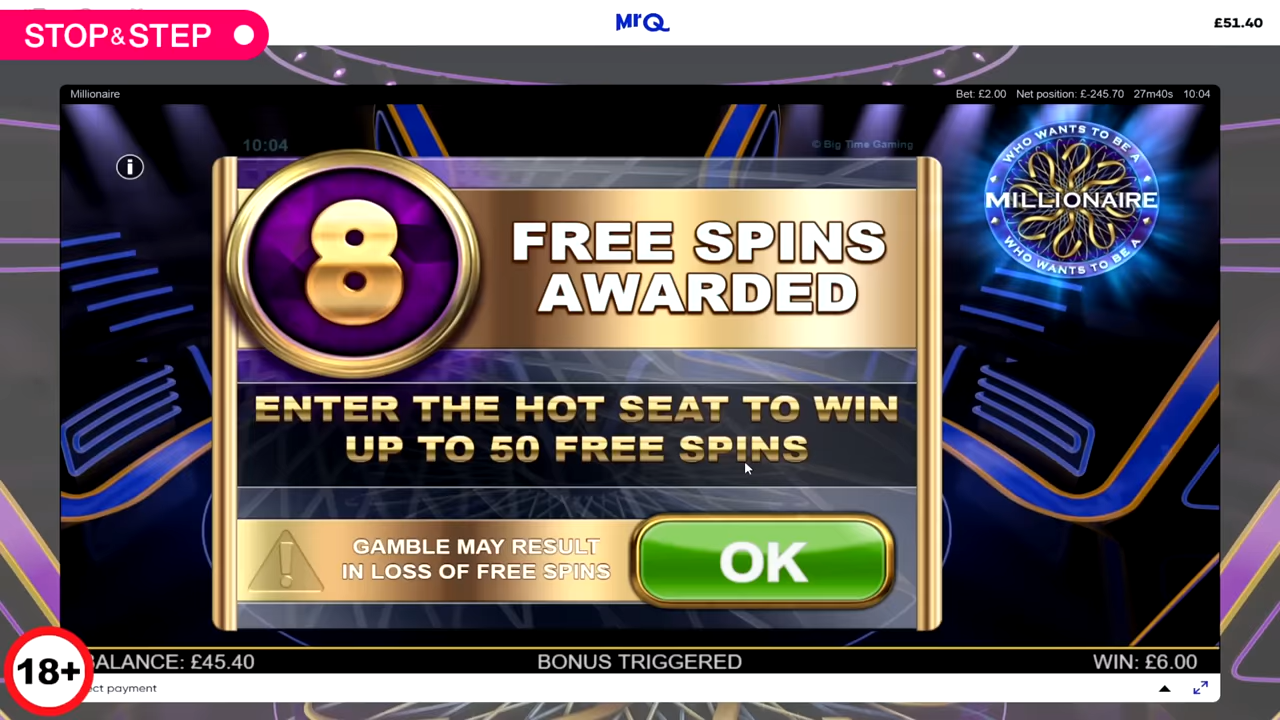 STOP&STEP
MrQ
£51.40
Millionaire
Bet: £2.00 Net position: £-245.70 27m40s 10:04
10:04
© Big Time Gaming
WHO WANTS TO BE A
MILLIONAIRE
WHO WANTS TO BE A
8
FREE SPINS
AWARDED
ENTER THE HOT SEAT TO WIN
UP TO 50 FREE SPINS
GAMBLE MAY RESULT
IN LOSS OF FREE SPINS
OK
BALANCE: £45.40
BONUS TRIGGERED
WIN: £6.00
18+
ect payment